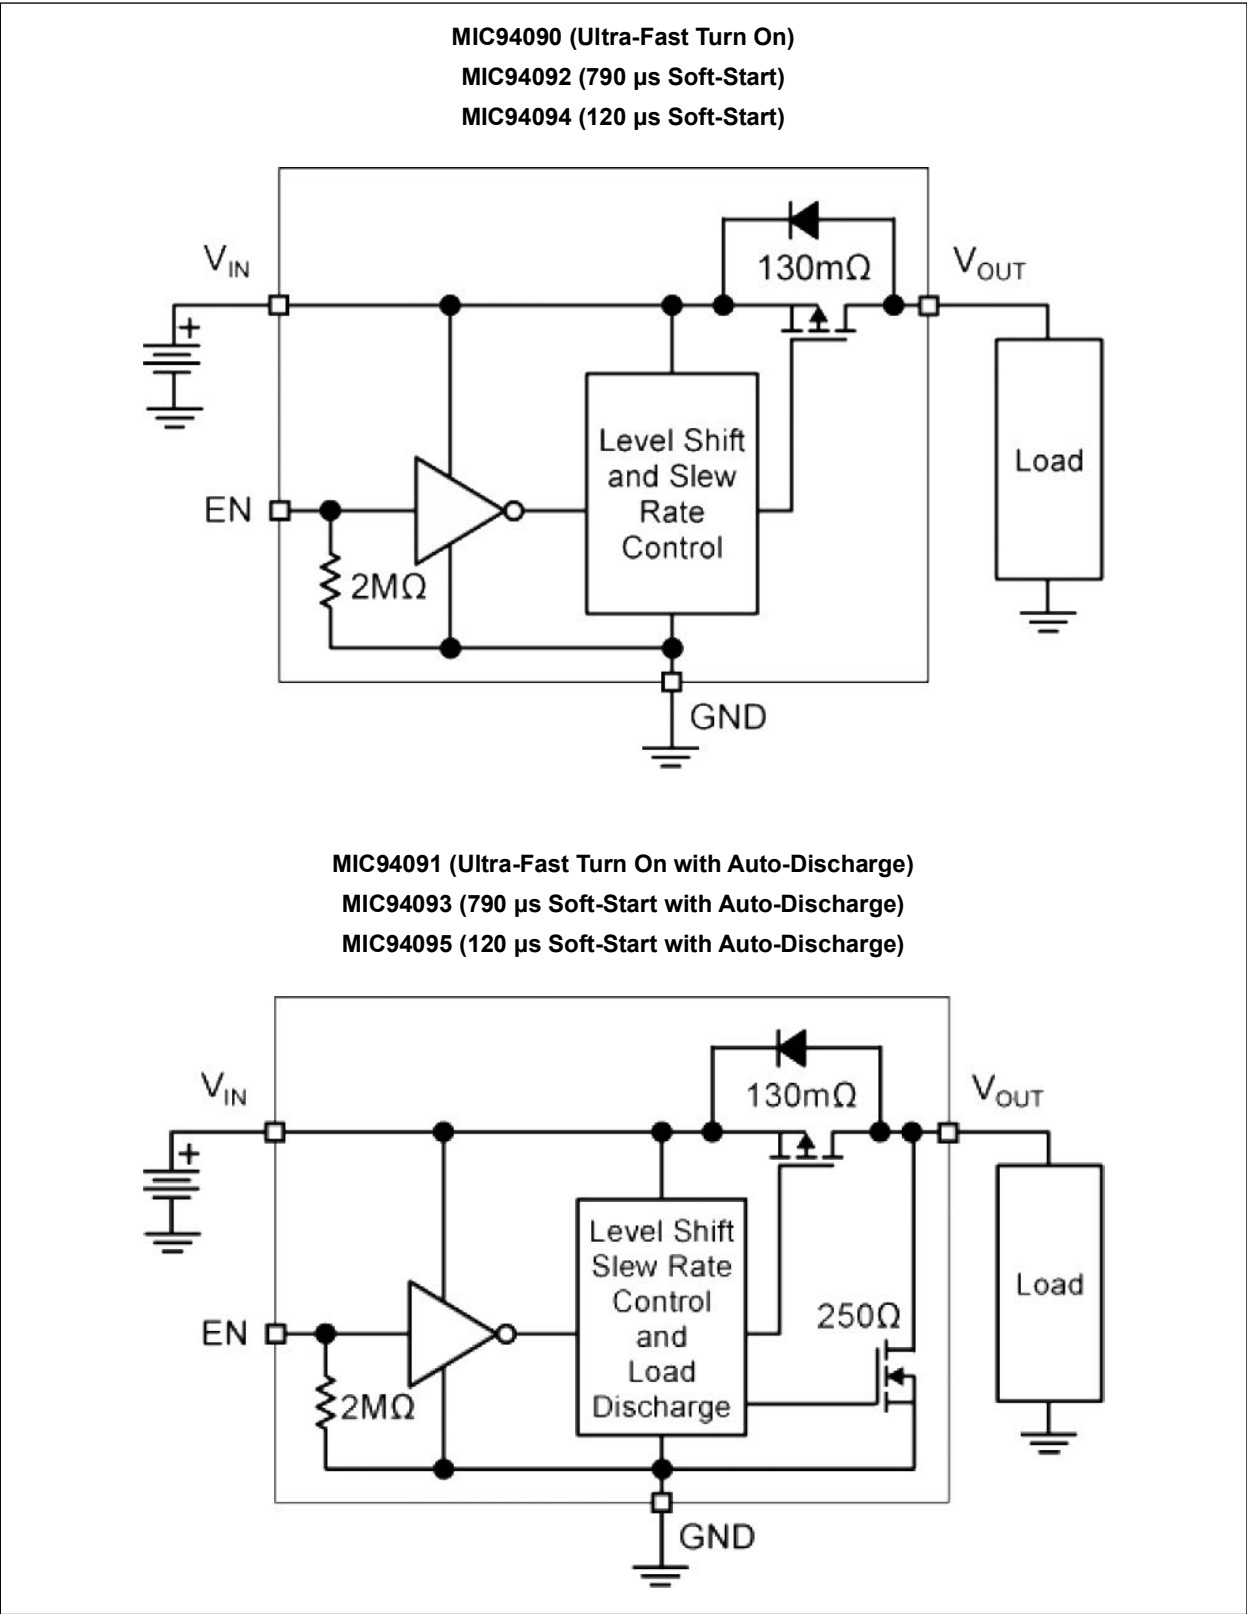 MIC94090 (Ultra-Fast Turn On)
MIC94092 (790 µs Soft-Start)
MIC94094 (120 µs Soft-Start)
VIN
130mΩ
VOUT
+
Level Shift
and Slew
Rate
Control
Load
EN
2MΩ
GND
MIC94091 (Ultra-Fast Turn On with Auto-Discharge)
MIC94093 (790 µs Soft-Start with Auto-Discharge)
MIC94095 (120 µs Soft-Start with Auto-Discharge)
VIN
130mΩ
VOUT
+
Level Shift
Slew Rate
Control
and
Load
Discharge
250Ω
Load
EN
2MΩ
GND